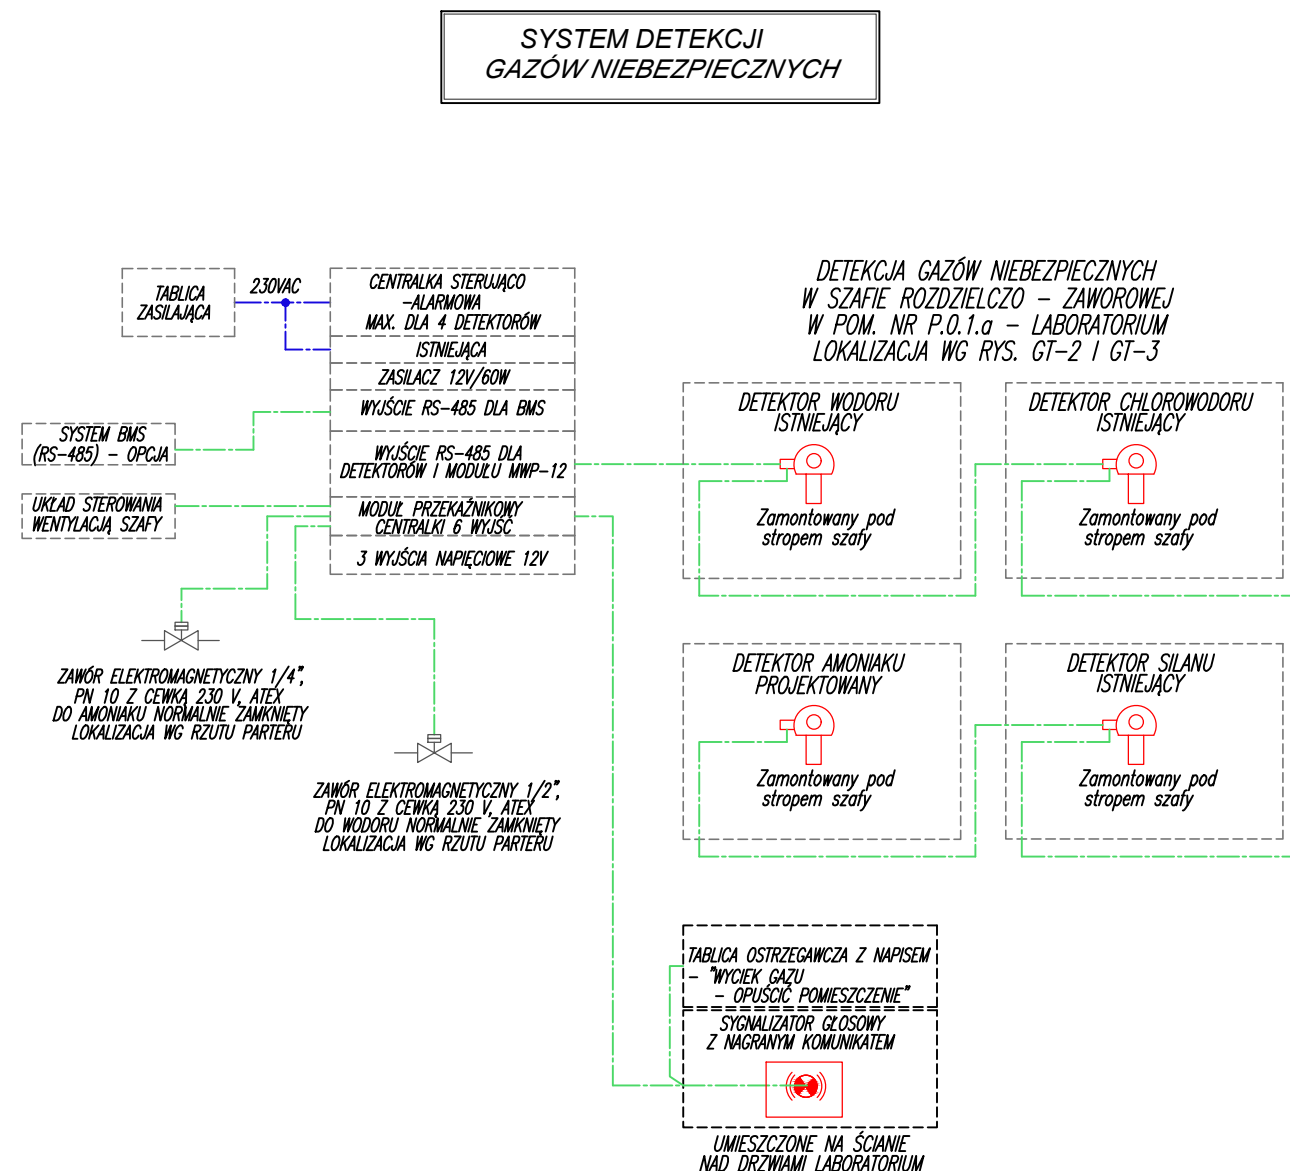 SYSTEM DETEKCJI
GAZÓW NIEBEZPIECZNYCH
TABLICA
ZASILAJĄCA
230VAC
CENTRALKA STERUJĄCO
-ALARMOWA
MAX. DLA 4 DETEKTORÓW
ISTNIEJĄCA
ZASILACZ 12V/60W
WYJŚCIE RS-485 DLA BMS
WYJŚCIE RS-485 DLA
DETEKTORÓW I MODUŁU MWP-12
MODUŁ PRZEKAŹNIKOWY
CENTRALKI 6 WYJŚĆ
3 WYJŚCIA NAPIĘCIOWE 12V
SYSTEM BMS
(RS-485) - OPCJA
UKŁAD STEROWANIA
WENTYLACJĄ SZAFY
ZAWÓR ELEKTROMAGNETYCZNY 1/4",
PN 10 Z CEWKĄ 230 V, ATEX
DO AMONIAKU NORMALNIE ZAMKNIĘTY
LOKALIZACJA WG RZUTU PARTERU
ZAWÓR ELEKTROMAGNETYCZNY 1/2",
PN 10 Z CEWKĄ 230 V, ATEX
DO WODORU NORMALNIE ZAMKNIĘTY
LOKALIZACJA WG RZUTU PARTERU
DETEKCJA GAZÓW NIEBEZPIECZNYCH
W SZAFIE ROZDZIELCZO - ZAWOROWEJ
W POM. NR P.0.1.a - LABORATORIUM
LOKALIZACJA WG RYS. GT-2 I GT-3
DETEKTOR WODORU
ISTNIEJĄCY
Zamontowany pod
stropem szafy
DETEKTOR CHLOROWODORU
ISTNIEJĄCY
Zamontowany pod
stropem szafy
DETEKTOR AMONIAKU
PROJEKTOWANY
Zamontowany pod
stropem szafy
DETEKTOR SILANU
ISTNIEJĄCY
Zamontowany pod
stropem szafy
TABLICA OSTRZEGAWCZA Z NAPISEM
- "WYCIEK GAZU
- OPUŚCIĆ POMIESZCZENIE"
SYGNALIZATOR GŁOSOWY
Z NAGRANYM KOMUNIKATEM
UMIESZCZONE NA ŚCIANIE
NAD DRZWIAMI LABORATORIUM